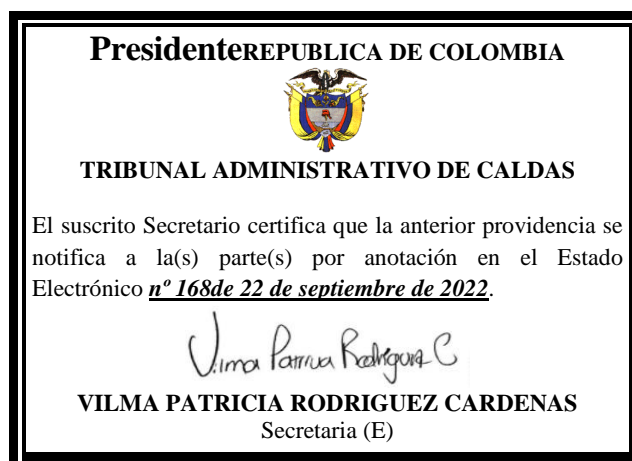 PresidenteREPUBLICA DE COLOMBIA
TRIBUNAL ADMINISTRATIVO DE CALDAS
El suscrito Secretario certifica que la anterior providencia se
notifica a la(s) parte(s) por anotación en el Estado
Electrónico nº 168de 22 de septiembre de 2022.
Vilma Patricia Rodríguez C
VILMA PATRICIA RODRIGUEZ CARDENAS
Secretaria (E)